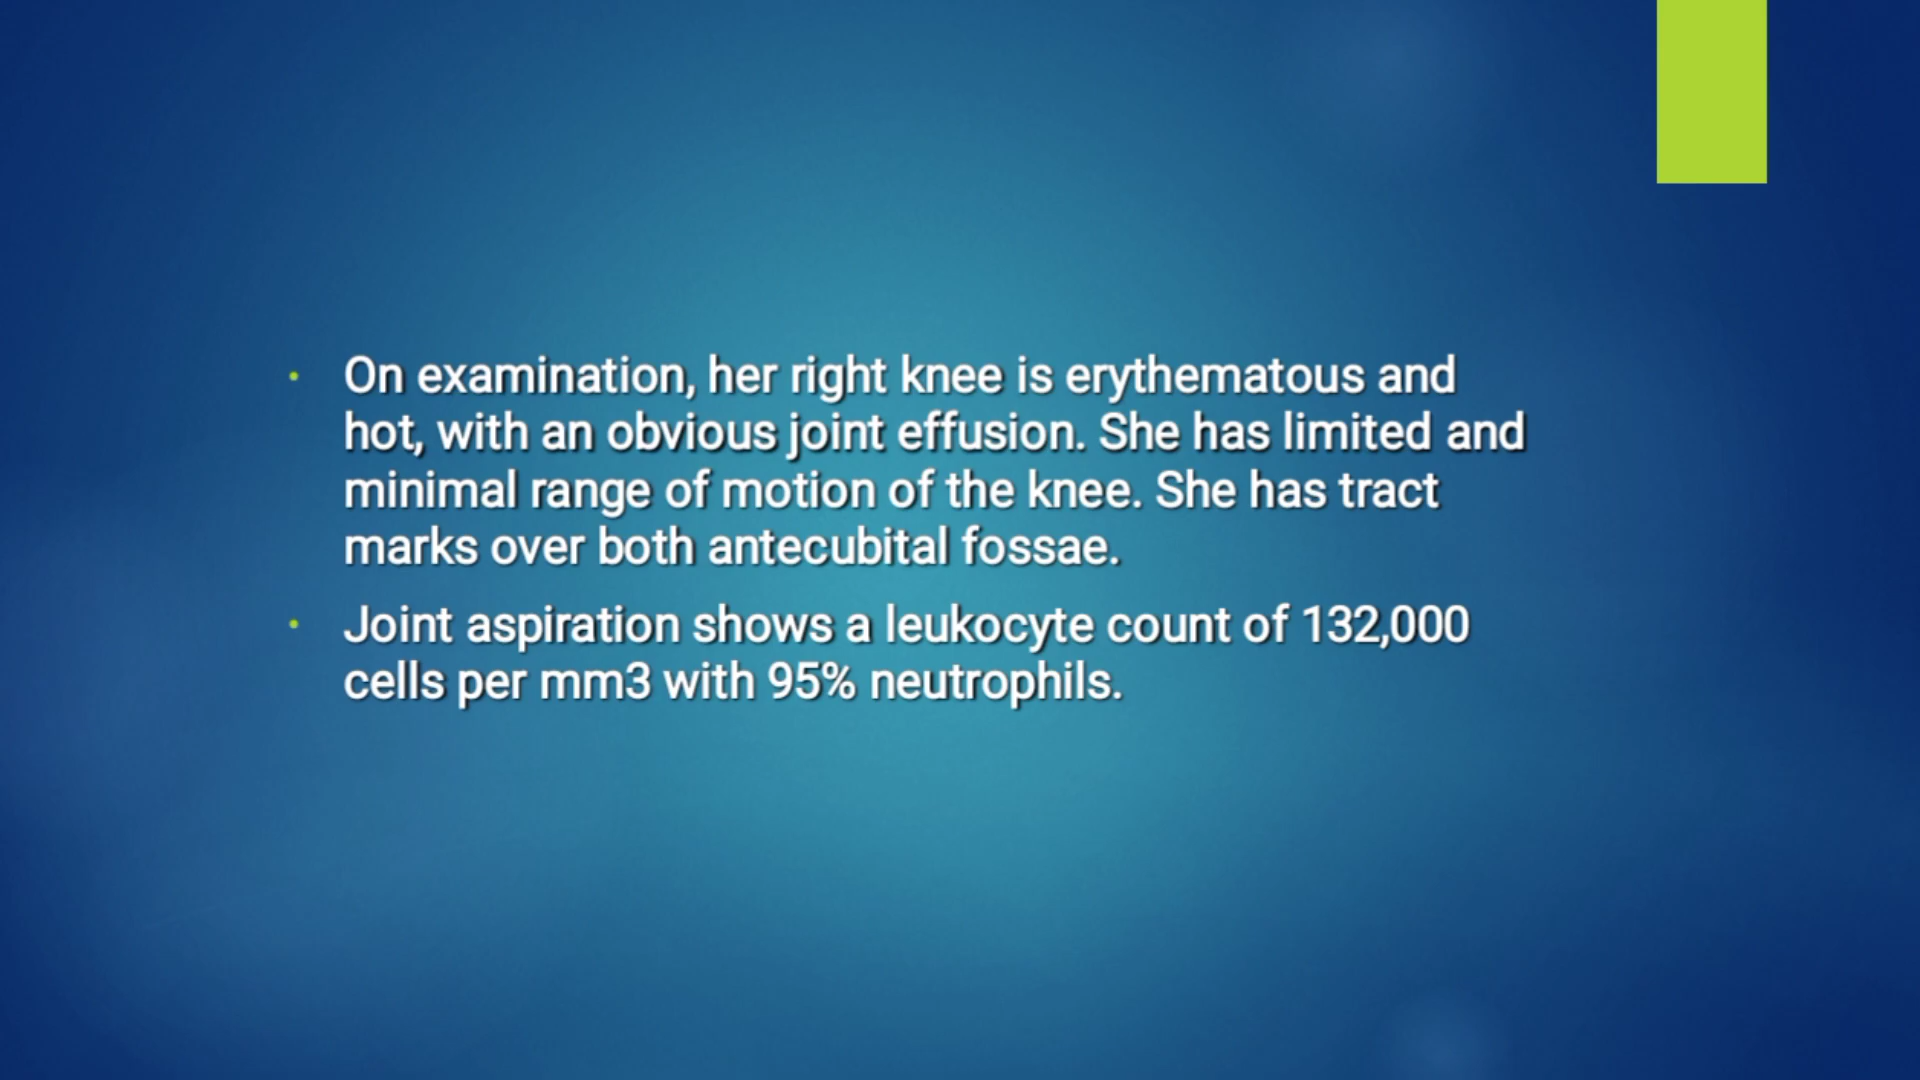 • On examination, her right knee is erythematous and
hot, with an obvious joint effusion. She has limited and
minimal range of motion of the knee. She has tract
marks over both antecubital fossae.
• Joint aspiration shows a leukocyte count of 132,000
cells per mm3 with 95% neutrophils.